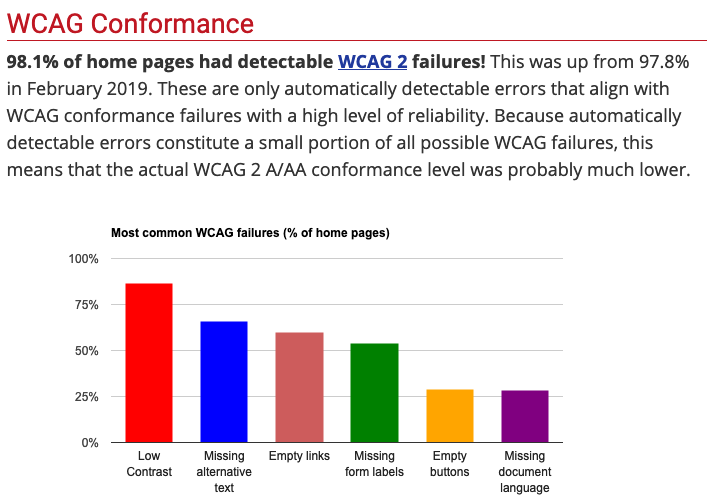 WCAG Conformance
98.1% of home pages had detectable WCAG 2 failures! This was up from 97.8%
in February 2019. These are only automatically detectable errors that align with
WCAG conformance failures with a high level of reliability. Because automatically
detectable errors constitute a small portion of all possible WCAG failures, this
means that the actual WCAG 2 A/AA conformance level was probably much lower.
Most common WCAG failures (% of home pages)
100%
75%
50%
25%
0%
Low
Contrast
Missing
alternative
text
Empty links
Missing
form labels
Empty
buttons
Missing
document
language